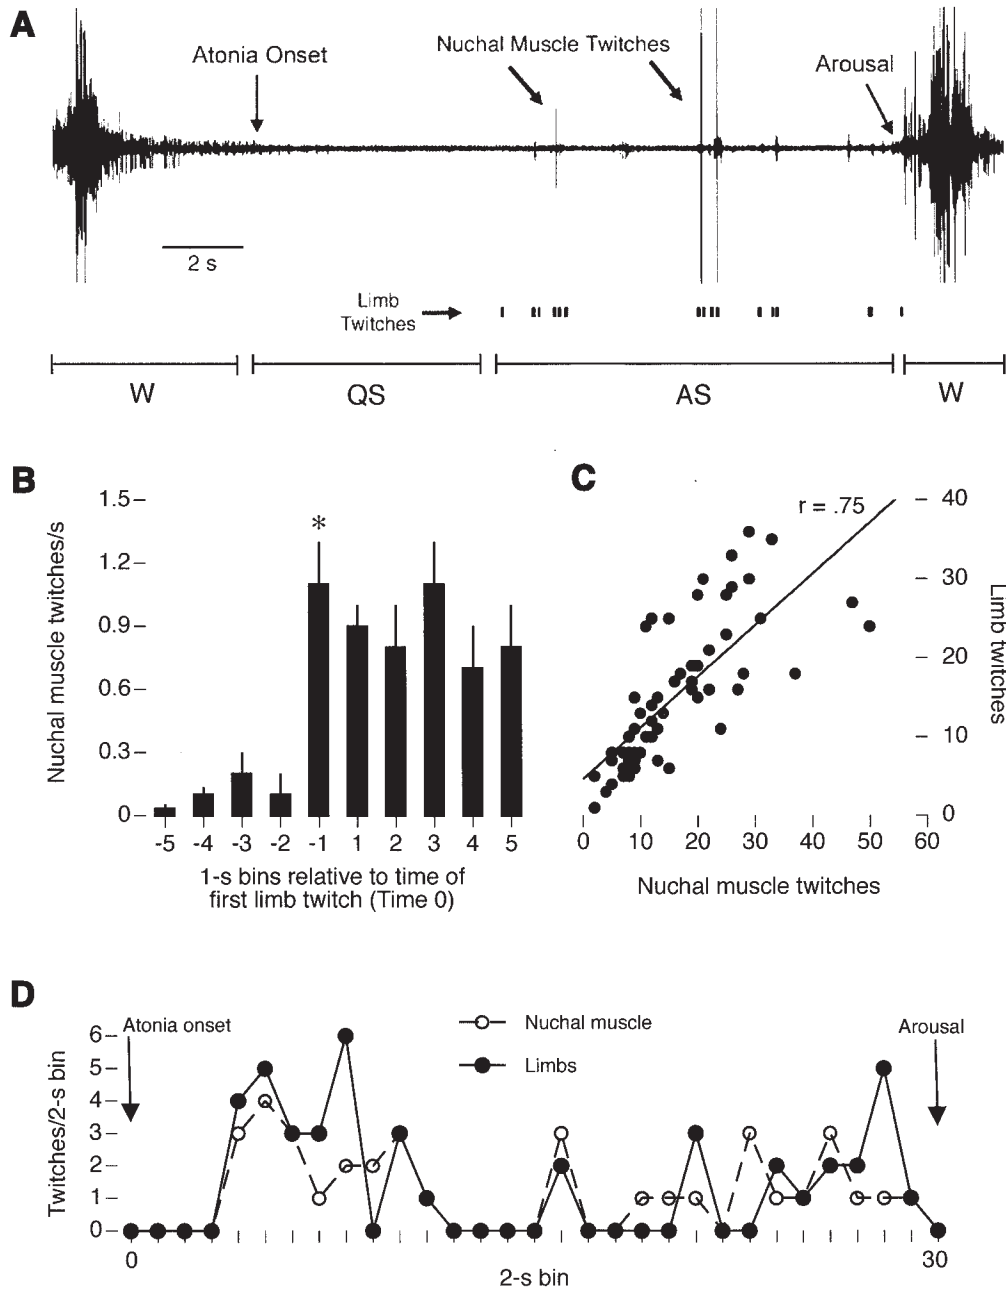 A
Atonia Onset
Nuchal Muscle Twitches
Arousal
2 s
Limb
Twitches
W
QS
AS
W
B
Nuchal muscle twitches/s
1.5
1.2
0.9
0.6
0.3
0
*
-5 -4 -3 -2 -1 1 2 3 4 5
1-s bins relative to time of
first limb twitch (Time 0)
C
r = .75
40
30
20
10
0
Limb twitches
0 10 20 30 40 50 60
Nuchal muscle twitches
D
Atonia onset
Nuchal muscle
Limbs
Arousal
Twitches/2-s bin
6
5
4
3
2
1
0
0
30
2-s bin